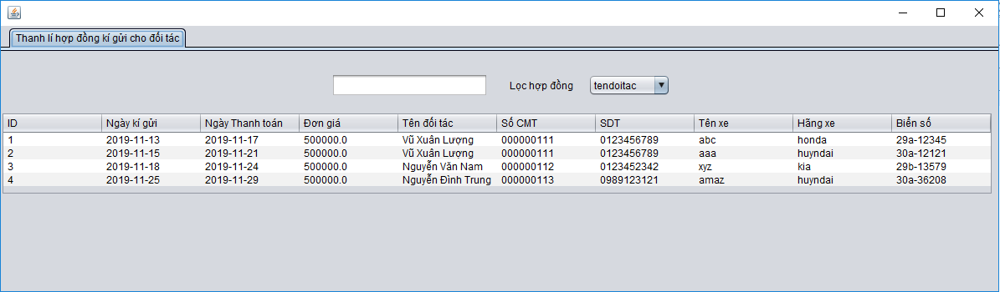 Thanh lí hợp đồng kí gửi cho đối tác
Lọc hợp đồng tendoitac
ID Ngày kí gửi Ngày Thanh toán Đơn giá Tên đối tác Số CMT SDT Tên xe Hãng xe Biển số
1 2019-11-13 2019-11-17 500000.0 Vũ Xuân Lượng 000000111 0123456789 abc honda 29a-12345
2 2019-11-15 2019-11-21 500000.0 Vũ Xuân Lượng 000000111 0123456789 aaa huyndai 30a-12121
3 2019-11-18 2019-11-24 500000.0 Nguyễn Văn Nam 000000112 0123452342 xyz kia 29b-13579
4 2019-11-25 2019-11-29 500000.0 Nguyễn Đình Trung 000000113 0989123121 amaz huyndai 30a-36208